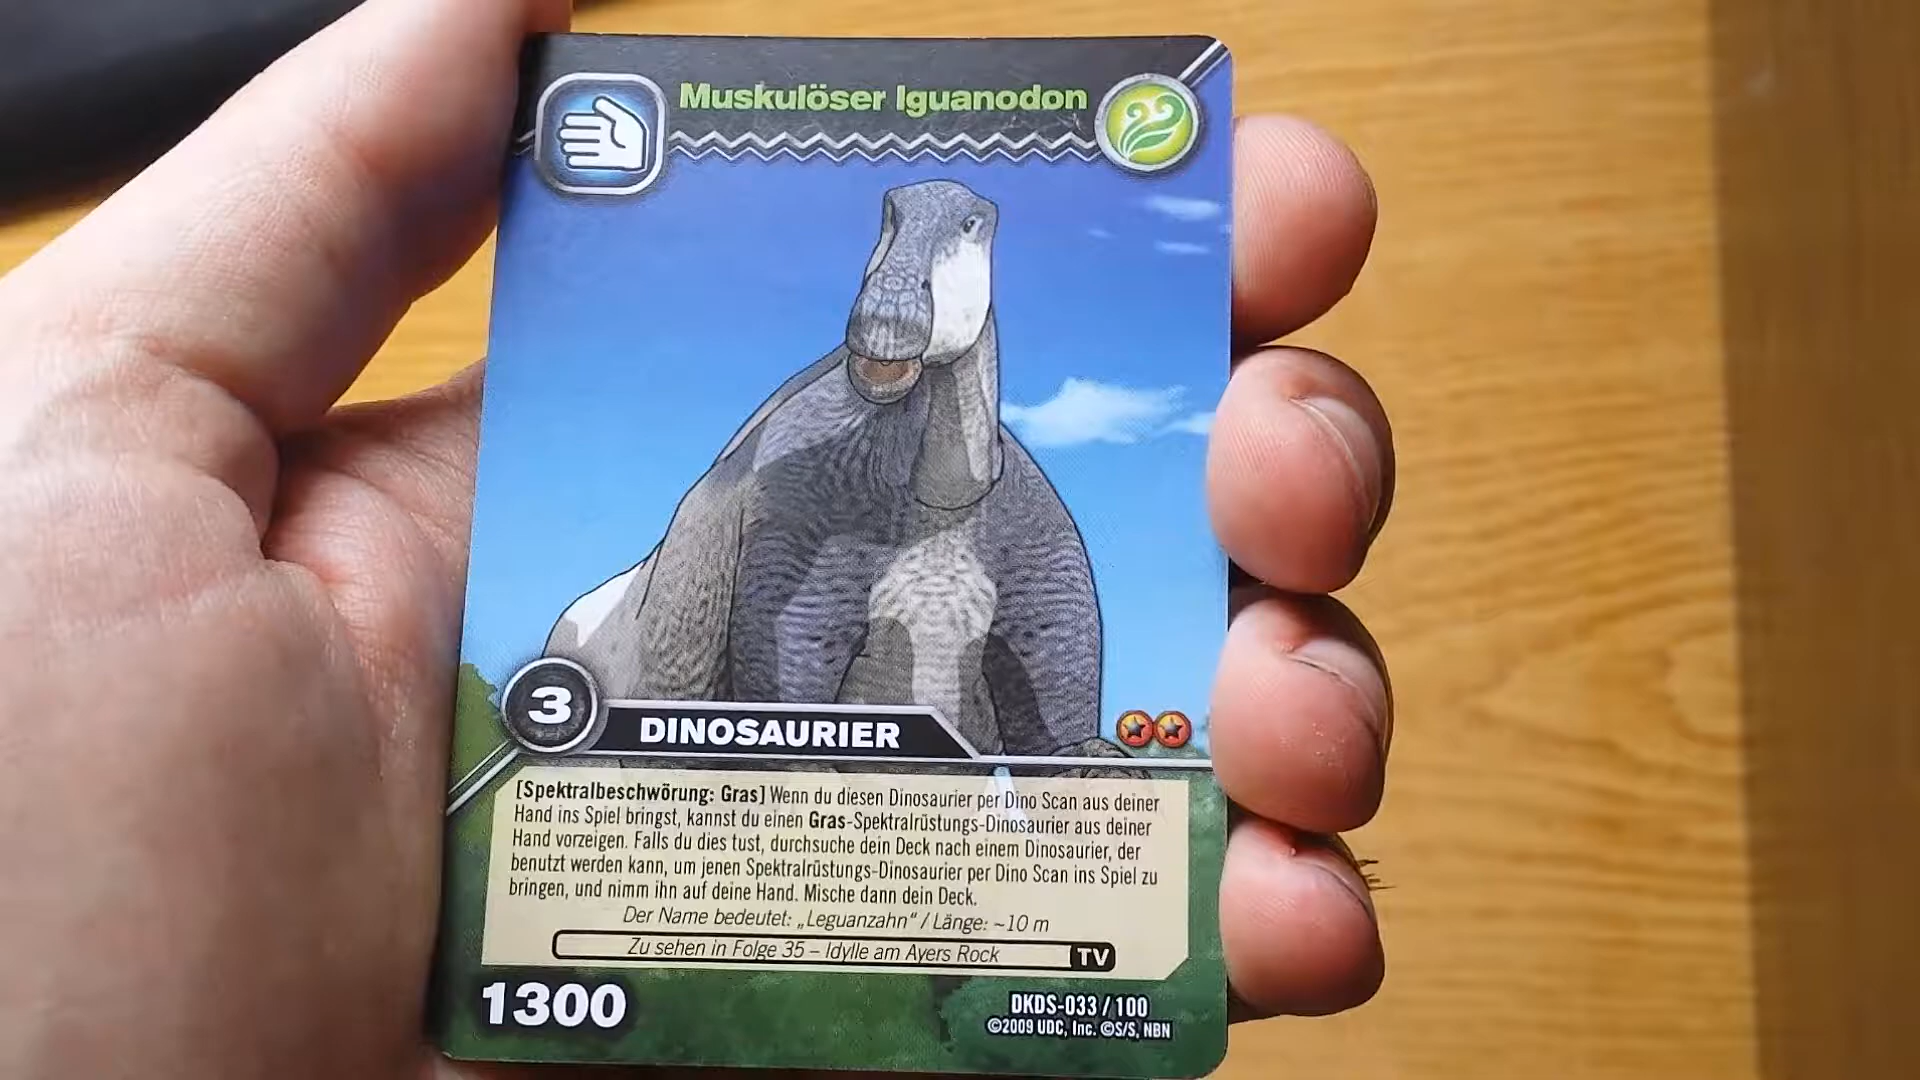 Muskulöser Iguanodon
3
DINOSAURIER
[Spektralbeschwörung: Gras] Wenn du diesen Dinosaurier per Dino Scan aus deiner
Hand ins Spiel bringst, kannst du einen Gras-Spektralrüstungs-Dinosaurier aus deiner
Hand vorzeigen. Falls du dies tust, durchsuche dein Deck nach einem Dinosaurier, der
benutzt werden kann, um jenen Spektralrüstungs-Dinosaurier per Dino Scan ins Spiel zu
bringen, und nimm ihn auf deine Hand. Mische dann dein Deck.
Der Name bedeutet: „Leguanzahn“ / Länge: ~10 m
Zu sehen in Folge 35 – Idylle am Ayers Rock TV
1300
DKDS-033 / 100
©2009 UDC, Inc. ©S/S, NBN